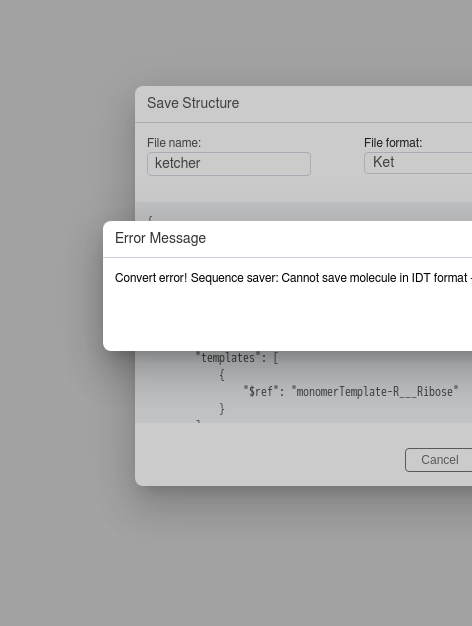 Save Structure
File name:
File format:
ketcher
Ket
{
Error Message
Convert error! Sequence saver: Cannot save molecule in IDT format -
"templates": [
{
"$ref": "monomerTemplate-R___Ribose"
}
]
Cancel